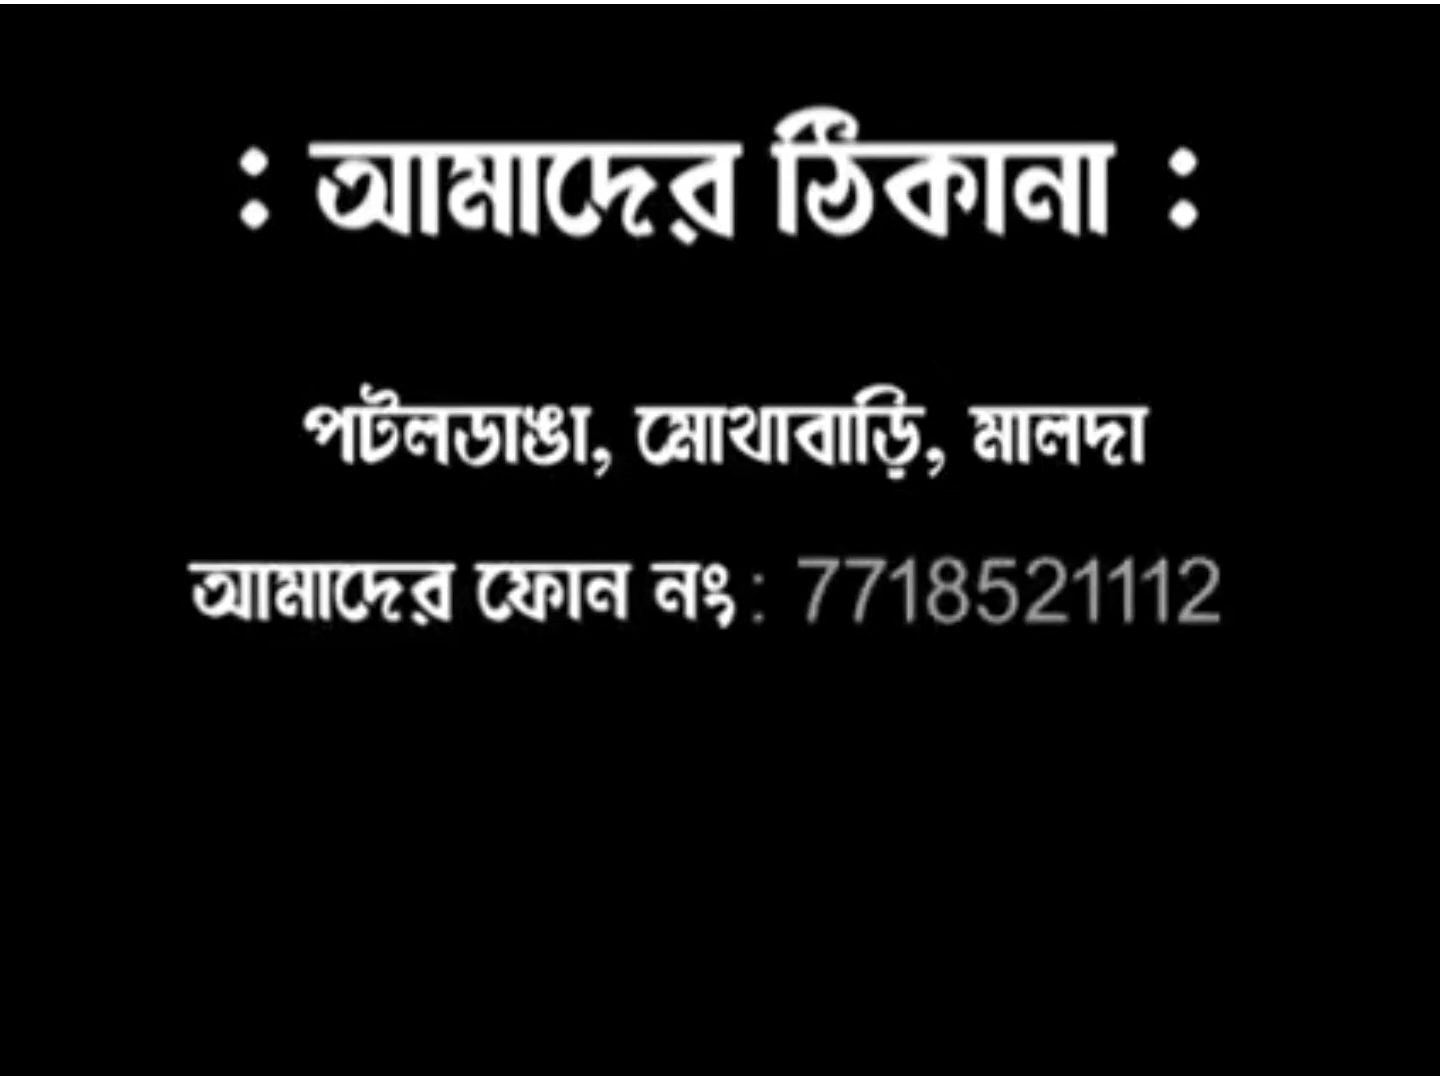 : আমাদের ঠিকানা :
পটলডাঙা, মোথাবাড়ি, মালদা
আমাদের ফোন নং : 7718521112